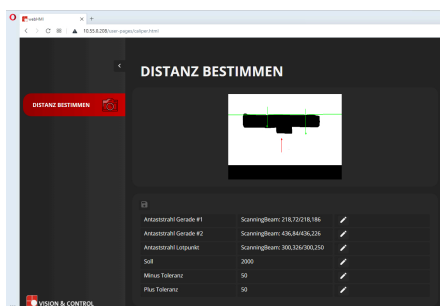 webHMI
10.55.8.208/user-pages/caliper.html
DISTANZ BESTIMMEN
DISTANZ BESTIMMEN
Antaststrahl Gerade #1 ScanningBeam: 218,72/218,186
Antaststrahl Gerade #2 ScanningBeam: 436,84/436,226
Antaststrahl Lotpunkt ScanningBeam: 300,326/300,250
Soll 2000
Minus Toleranz 50
Plus Toleranz 50
VISION & CONTROL